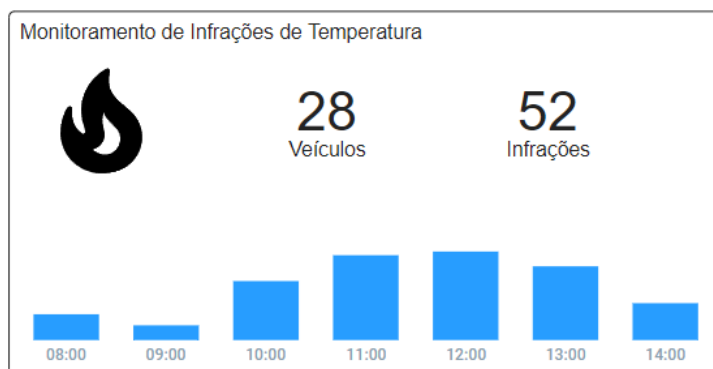 Monitoramento de Infrações de Temperatura
28 52
Veículos Infrações
08:00 09:00 10:00 11:00 12:00 13:00 14:00